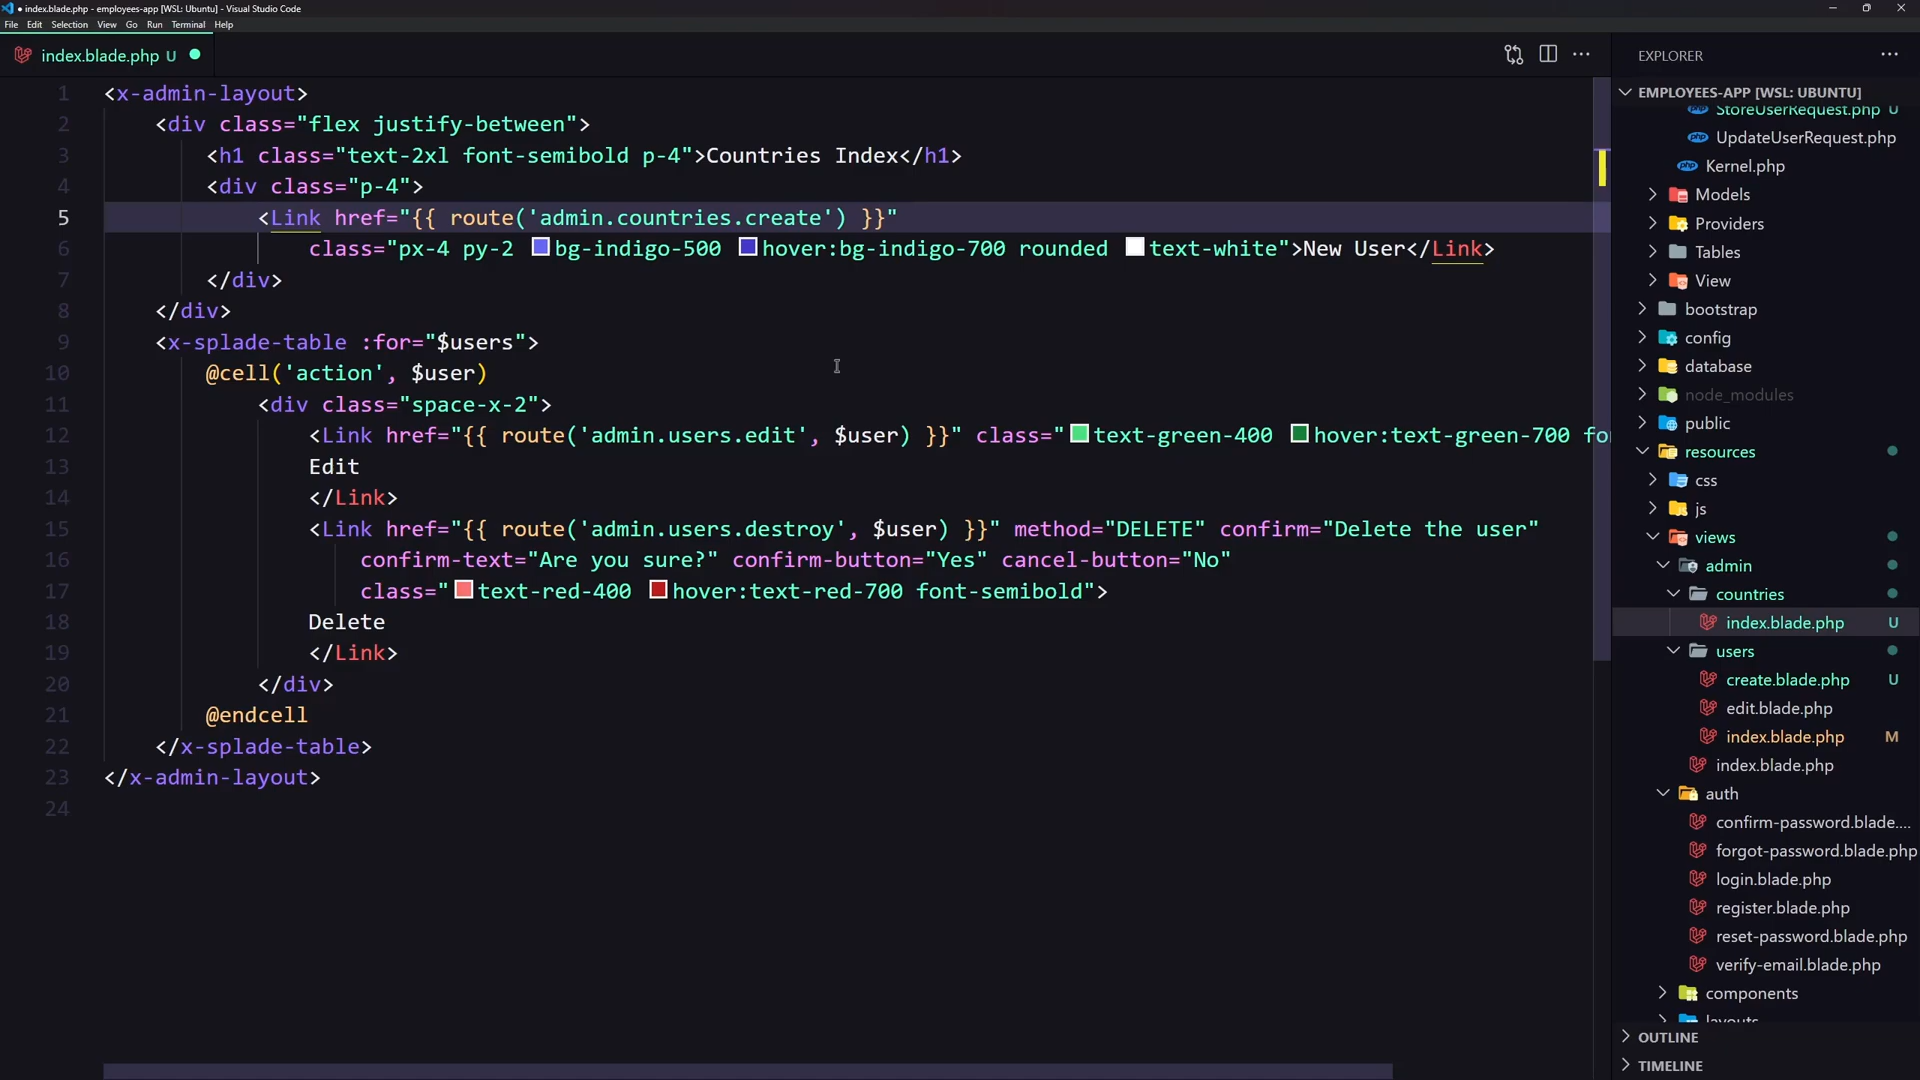 index.blade.php - employees-app [WSL: Ubuntu] - Visual Studio Code
File Edit Selection View Go Run Terminal Help
index.blade.php U
1 <x-admin-layout>
2 <div class="flex justify-between">
3 <h1 class="text-2xl font-semibold p-4">Countries Index</h1>
4 <div class="p-4">
5 <Link href="{{ route('admin.countries.create') }}"
6 class="px-4 py-2 bg-indigo-500 hover:bg-indigo-700 rounded text-white">New User</Link>
7 </div>
8 </div>
9 <x-splade-table :for="$users">
10 @cell('action', $user)
11 <div class="space-x-2">
12 <Link href="{{ route('admin.users.edit', $user) }}" class="text-green-400 hover:text-green-700 fo
13 Edit
14 </Link>
15 <Link href="{{ route('admin.users.destroy', $user) }}" method="DELETE" confirm="Delete the user"
16 confirm-text="Are you sure?" confirm-button="Yes" cancel-button="No"
17 class="text-red-400 hover:text-red-700 font-semibold">
18 Delete
19 </Link>
20 </div>
21 @endcell
22 </x-splade-table>
23 </x-admin-layout>
24
EXPLORER
EMPLOYEES-APP [WSL: UBUNTU]
StoreUserRequest.php U
UpdateUserRequest.php
Kernel.php
Models
Providers
Tables
View
bootstrap
config
database
node_modules
public
resources
css
js
views
admin
countries
index.blade.php U
users
create.blade.php U
edit.blade.php
index.blade.php M
index.blade.php
auth
confirm-password.blade....
forgot-password.blade.php
login.blade.php
register.blade.php
reset-password.blade.php
verify-email.blade.php
components
layouts
OUTLINE
TIMELINE